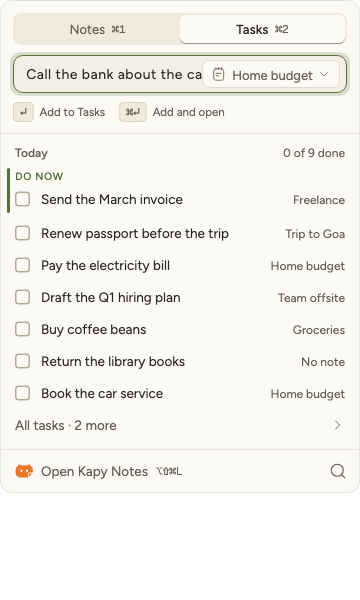 Notes ⌘1
Tasks ⌘2
Call the bank about the ca
Home budget
↵ Add to Tasks
⌘↵ Add and open
Today
0 of 9 done
DO NOW
Send the March invoice Freelance
Renew passport before the trip Trip to Goa
Pay the electricity bill Home budget
Draft the Q1 hiring plan Team offsite
Buy coffee beans Groceries
Return the library books No note
Book the car service Home budget
All tasks · 2 more
Open Kapy Notes ⌥⇧⌘L